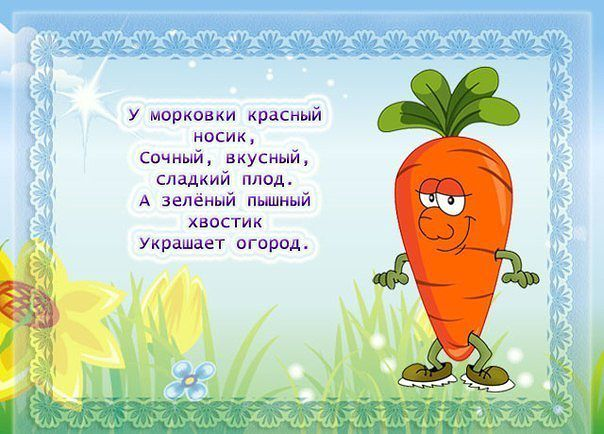 У морковки красный
носик,
Сочный, вкусный,
сладкий плод.
А зелёный пышный
хвостик
Украшает огород.